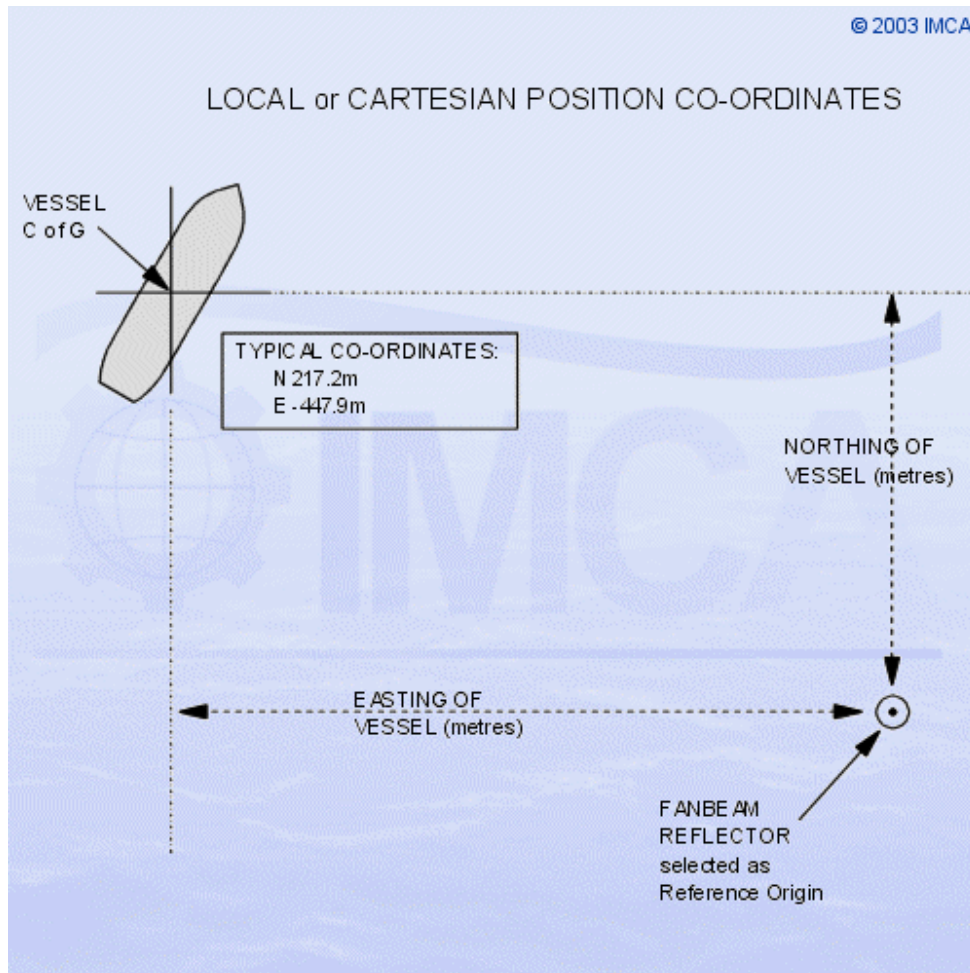 © 2003 IMCA
LOCAL or CARTESIAN POSITION CO-ORDINATES
VESSEL
C of G
TYPICAL CO-ORDINATES:
N 217.2m
E -447.9m
IMCA
NORTHING OF
VESSEL (metres)
EASTING OF
VESSEL (metres)
FANBEAM
REFLECTOR
selected as
Reference Origin